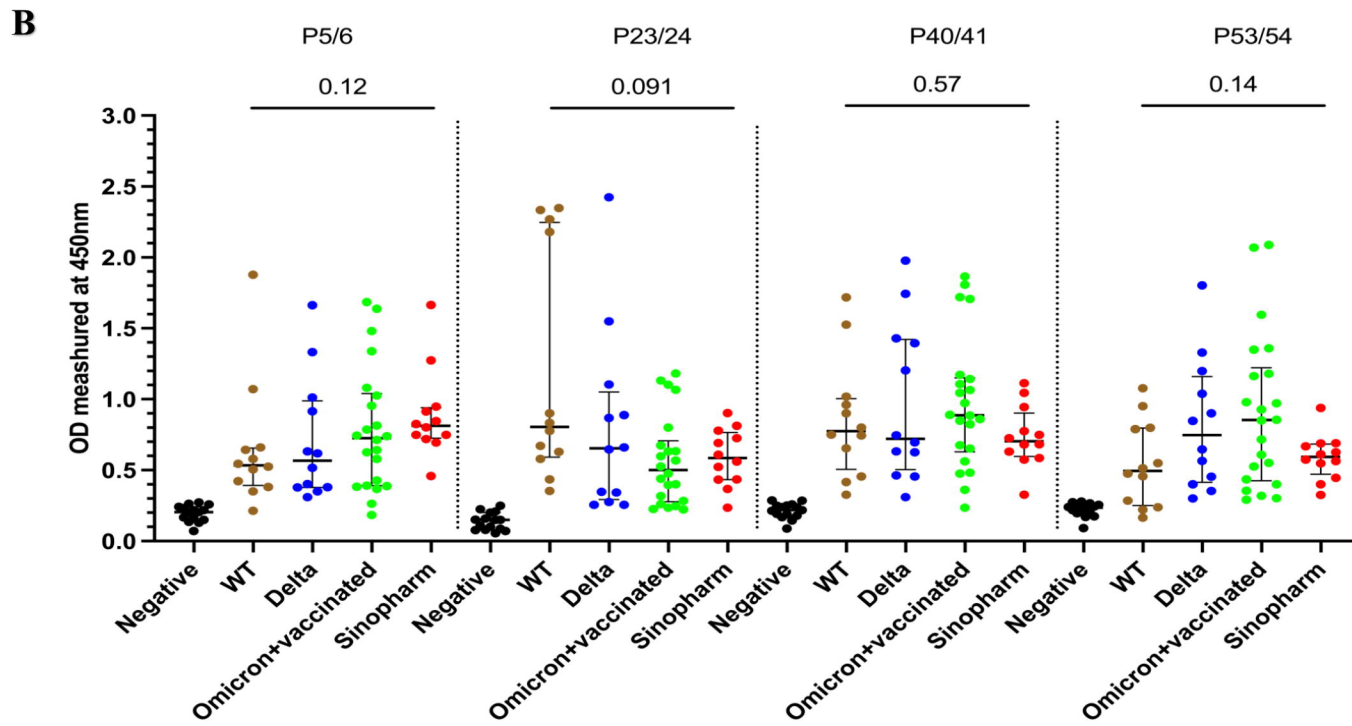 B
P5/6 P23/24 P40/41 P53/54
0.12 0.091 0.57 0.14
OD meashured at 450nm
3.0
2.5
2.0
1.5
1.0
0.5
0.0
Negative WT Delta Omicron+vaccinated Sinopharm Negative WT Delta Omicron+vaccinated Sinopharm Negative WT Delta Omicron+vaccinated Sinopharm Negative WT Delta Omicron+vaccinated Sinopharm